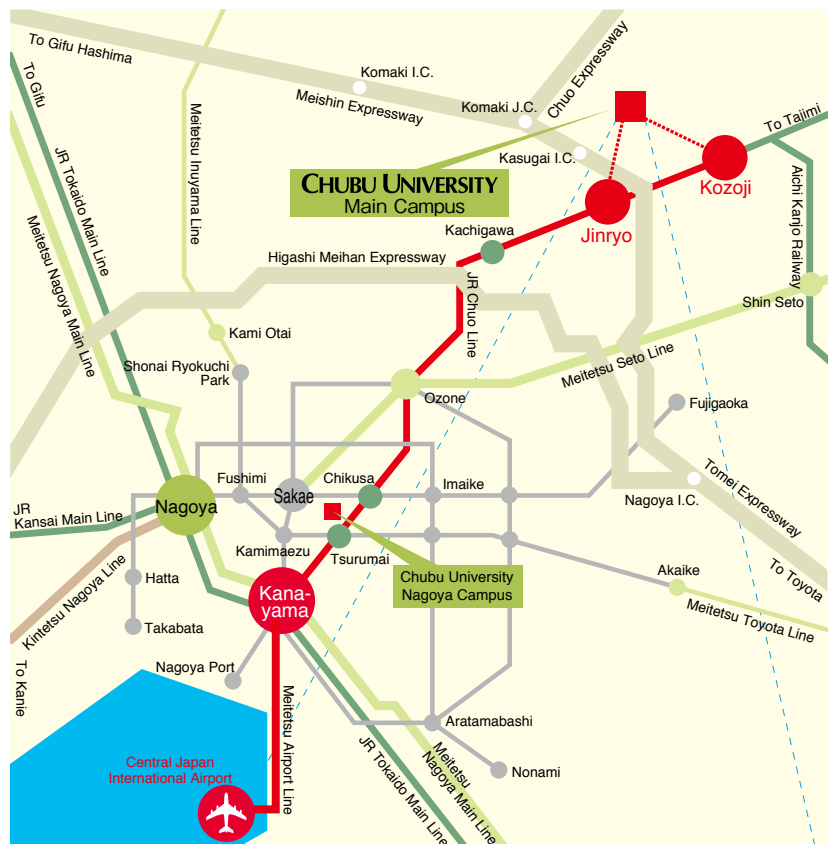 To Gifu Hashima
Komaki I.C.
Meishin Expressway
Chuo Expressway
Komaki J.C.
Kasugai I.C.
To Tajimi
To Gifu
JR Tokaido Main Line
Meitetsu Inuyama Line
Meitetsu Nagoya Main Line
CHUBU UNIVERSITY
Main Campus
Kozoji
Jinryo
Aichi Kanjo Railway
Kachigawa
Higashi Meihan Expressway
JR Chuo Line
Shin Seto
Kami Otai
Meitetsu Seto Line
Shonai Ryokuchi
Park
Ozone
Fujigaoka
Fushimi
Sakae
Chikusa
Imaike
Nagoya
Nagoya I.C.
Tomei Expressway
JR
Kansai Main Line
Kamimaezu
Tsurumai
To Toyota
Kintetsu Nagoya Line
Hatta
Kana-
yama
Chubu University
Nagoya Campus
Akaike
Meitetsu Toyota Line
Takabata
To Kanie
Nagoya Port
Meitetsu Airport Line
Aratamabashi
JR Tokaido Main Line
Meitetsu
Nagoya Main Line
Nonami
Central Japan
International Airport